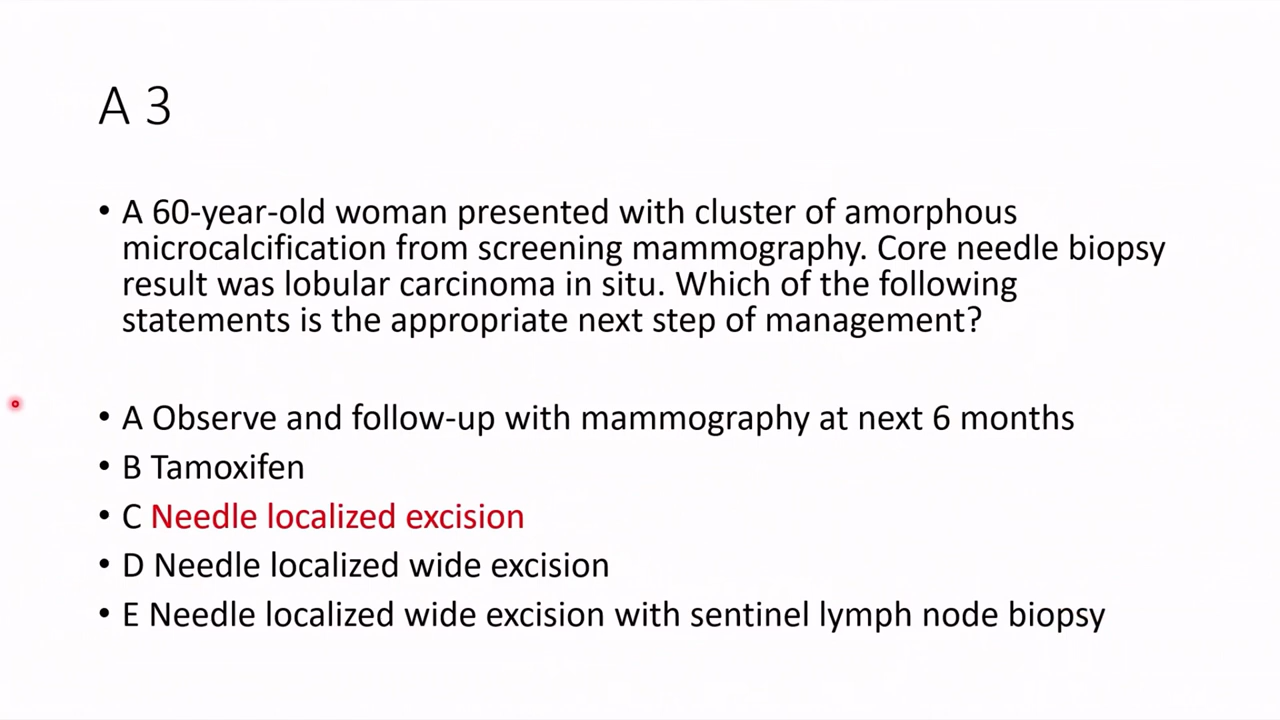 A 3
• A 60-year-old woman presented with cluster of amorphous
microcalcification from screening mammography. Core needle biopsy
result was lobular carcinoma in situ. Which of the following
statements is the appropriate next step of management?
• A Observe and follow-up with mammography at next 6 months
• B Tamoxifen
• C Needle localized excision
• D Needle localized wide excision
• E Needle localized wide excision with sentinel lymph node biopsy